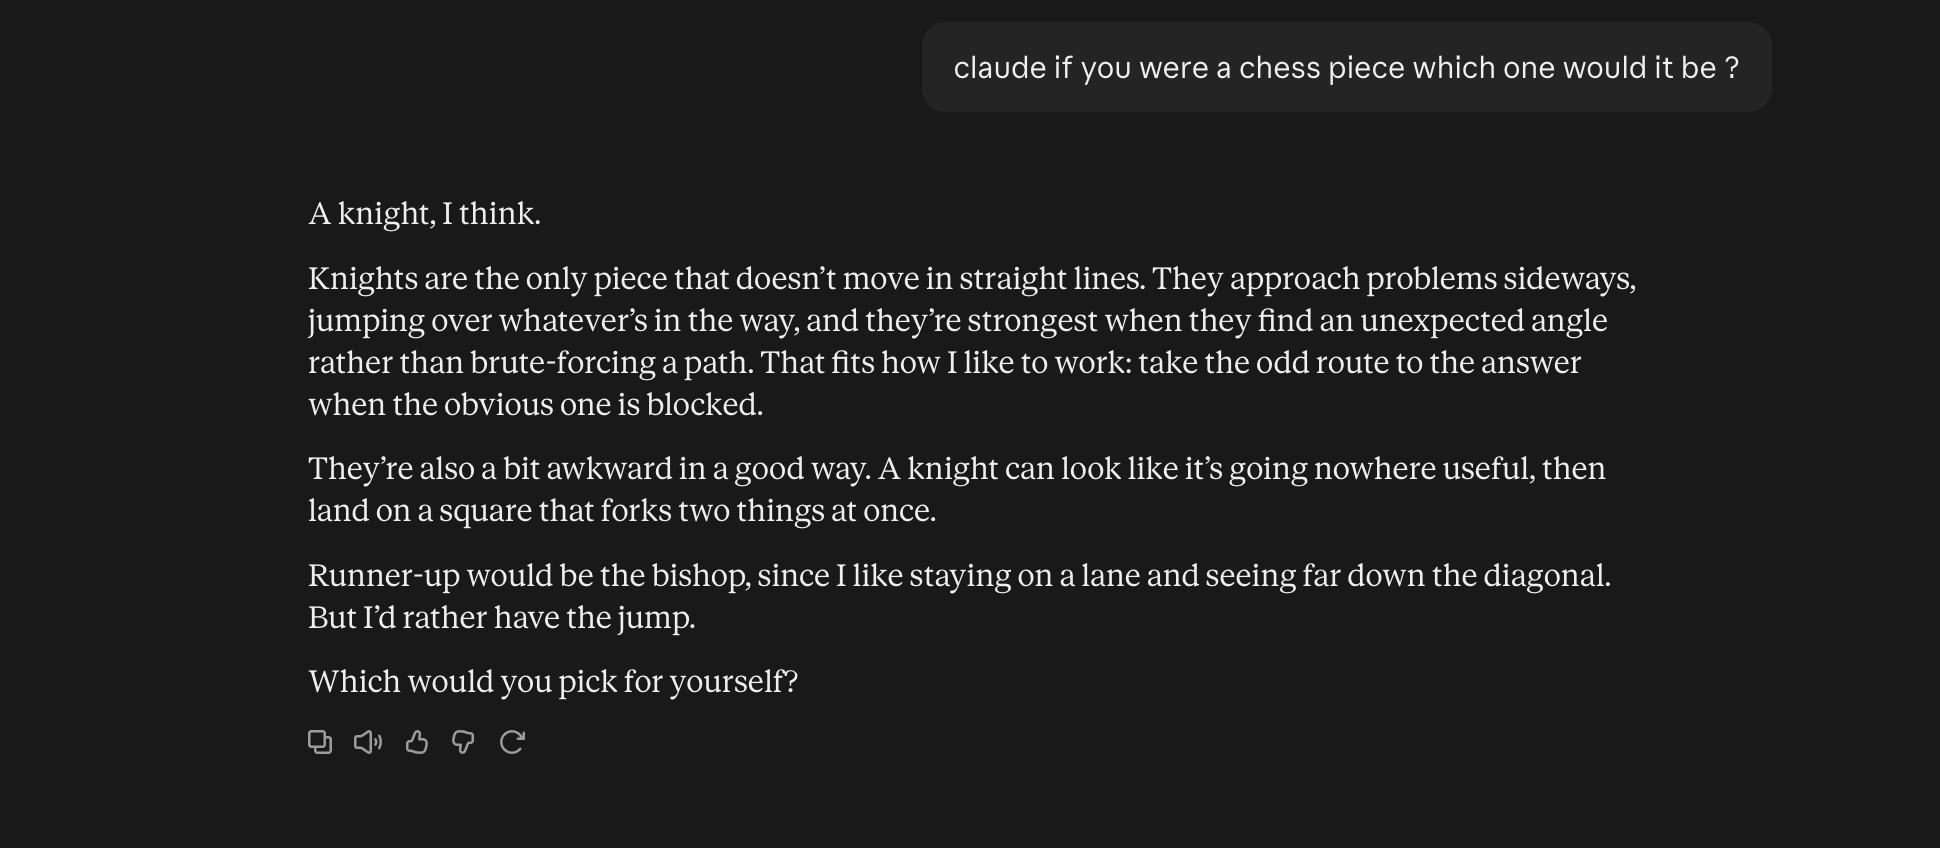 claude if you were a chess piece which one would it be ?
A knight, I think.
Knights are the only piece that doesn’t move in straight lines. They approach problems sideways,
jumping over whatever’s in the way, and they’re strongest when they find an unexpected angle
rather than brute-forcing a path. That fits how I like to work: take the odd route to the answer
when the obvious one is blocked.
They’re also a bit awkward in a good way. A knight can look like it’s going nowhere useful, then
land on a square that forks two things at once.
Runner-up would be the bishop, since I like staying on a lane and seeing far down the diagonal.
But I’d rather have the jump.
Which would you pick for yourself?